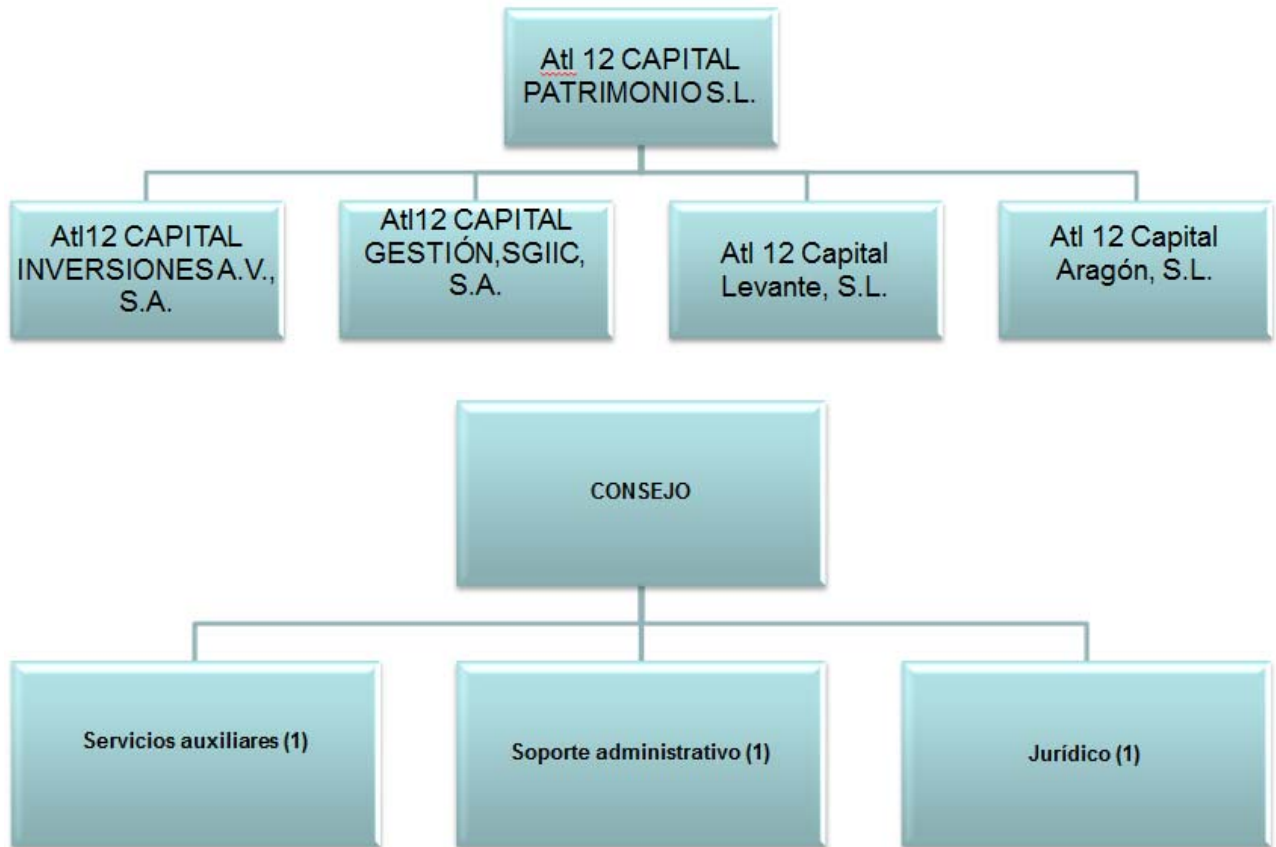 Atl 12 CAPITAL
PATRIMONIO S.L.
Atl12 CAPITAL
INVERSIONES A.V.,
S.A.
Atl12 CAPITAL
GESTIÓN,SGIIC,
S.A.
Atl 12 Capital
Levante, S.L.
Atl 12 Capital
Aragón, S.L.
CONSEJO
Servicios auxiliares (1)
Soporte administrativo (1)
Jurídico (1)